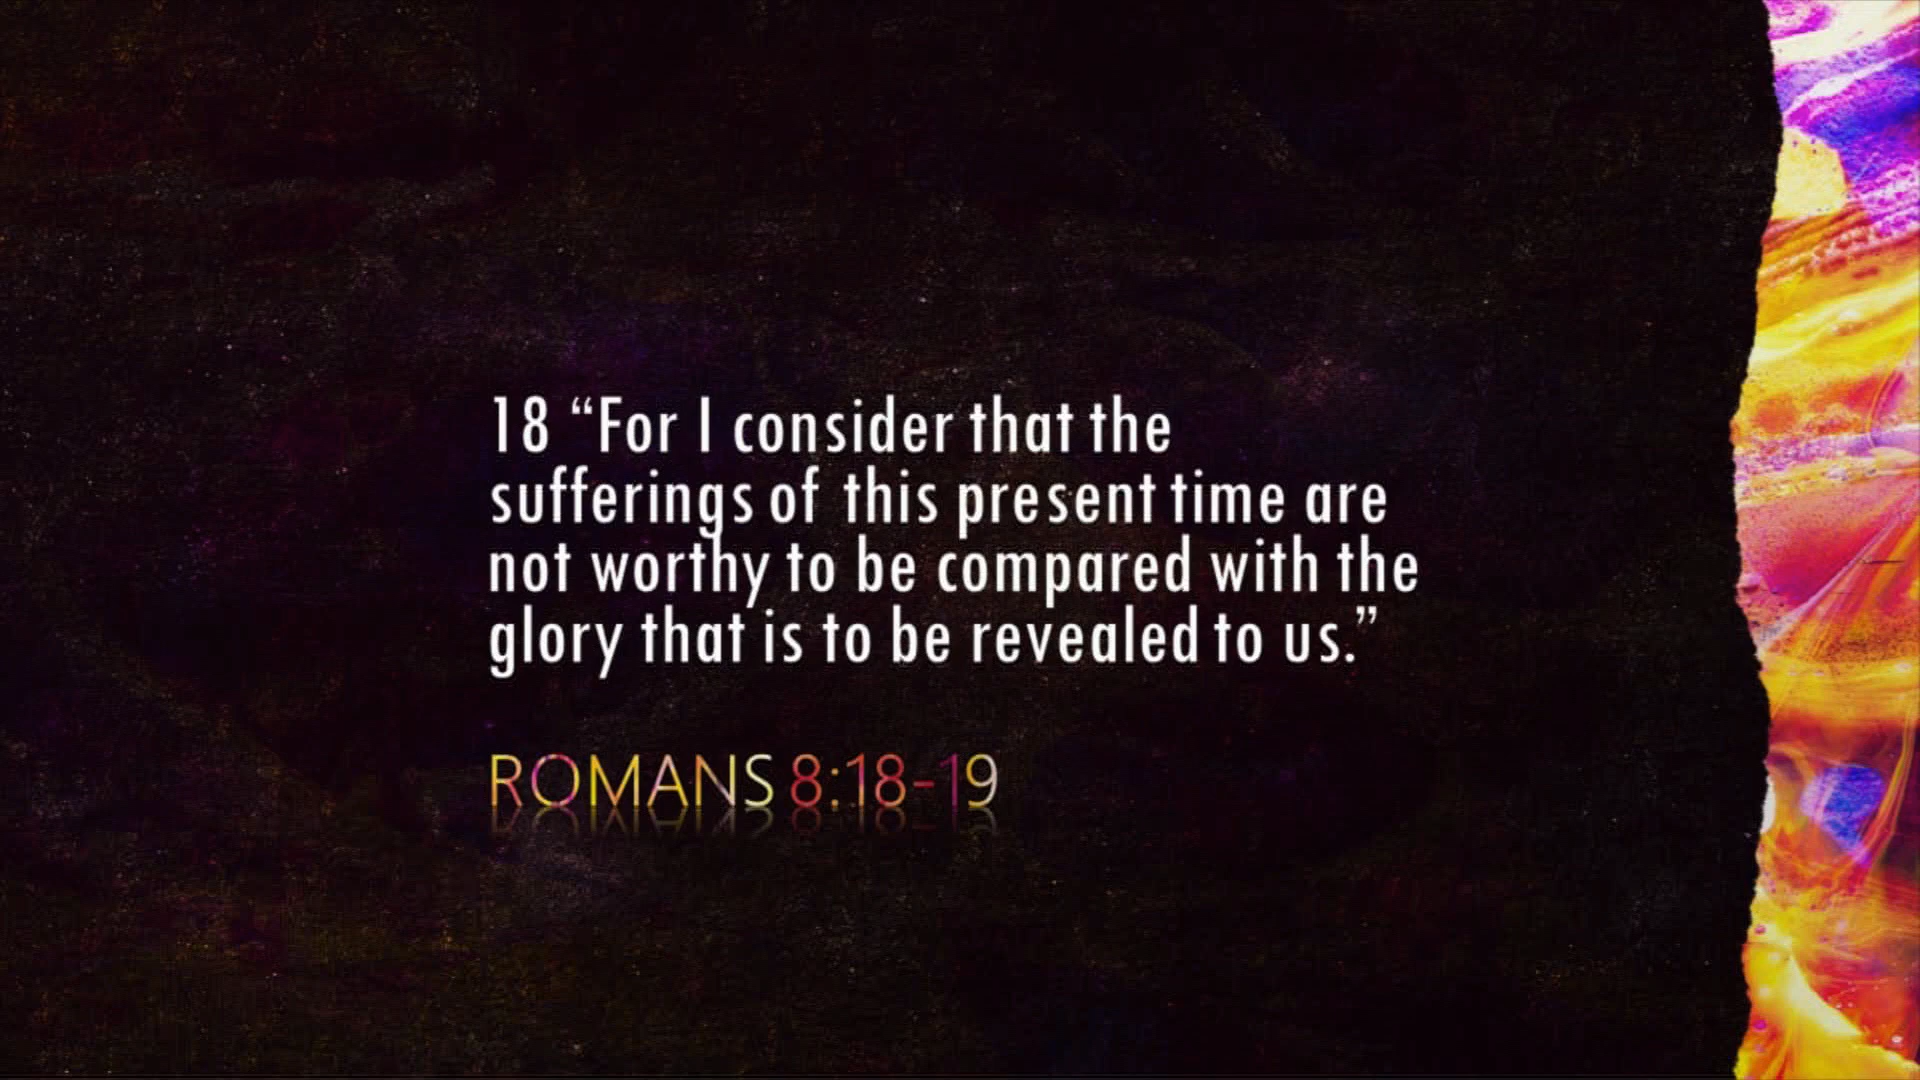 18 “For I consider that the
sufferings of this present time are
not worthy to be compared with the
glory that is to be revealed to us.”
ROMANS 8:18-19